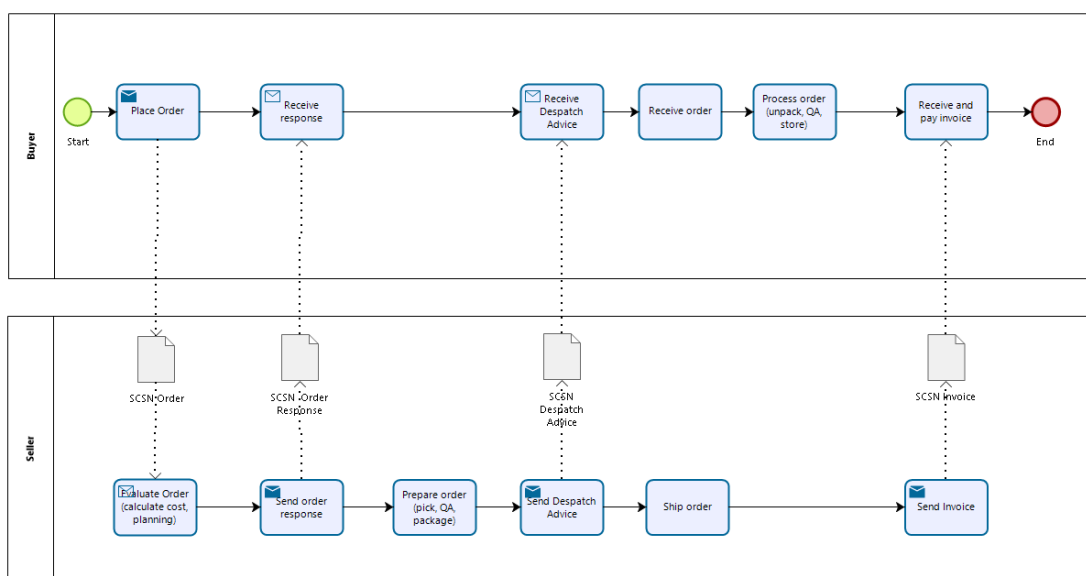 Buyer
Start
Place Order
Receive
response
Receive
Despatch
Advice
Receive order
Process order
(unpack, QA,
store)
Receive and
pay invoice
End
Seller
SCSN Order
SCSN Order
Response
SCSN
Despatch
Advice
SCSN Invoice
Evaluate Order
(calculate cost,
planning)
Send order
response
Prepare order
(pick, QA,
package)
Send Despatch
Advice
Ship order
Send Invoice